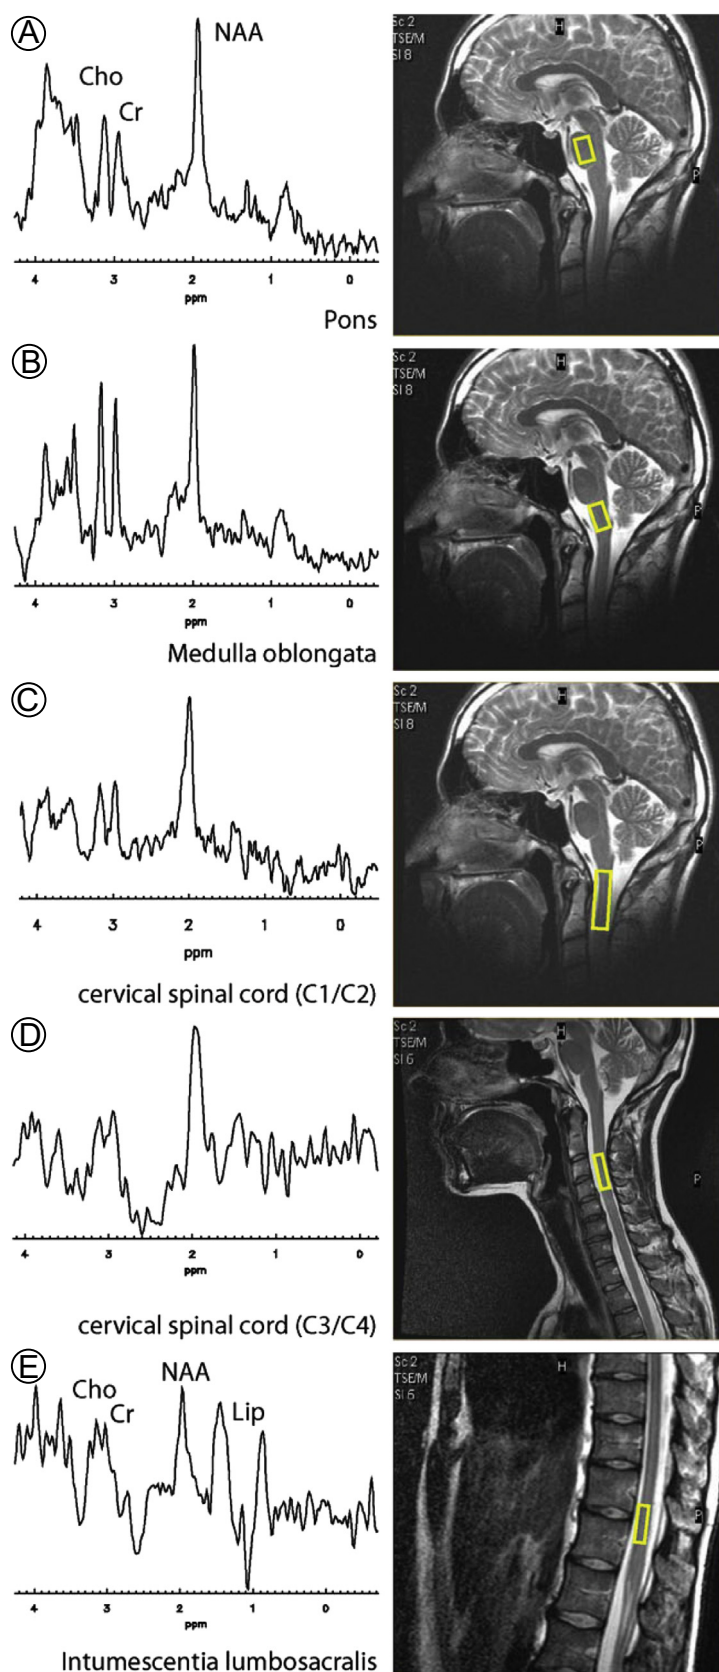 A
NAA
Cho
Cr
4 3 2 1 0
ppm
Pons
Sc 2
TSE/M
Sl 8
H
P
B
4 3 2 1 0
ppm
Medulla oblongata
Sc 2
TSE/M
Sl 8
H
P
C
4 3 2 1 0
ppm
cervical spinal cord (C1/C2)
Sc 2
TSE/M
Sl 8
H
P
D
4 3 2 1 0
ppm
cervical spinal cord (C3/C4)
Sc 2
TSE/M
Sl 6
H
P
E
NAA
Cho
Cr
Lip
4 3 2 1 0
ppm
Intumescentia lumbosacralis
Sc 2
TSE/M
Sl 6
H
P